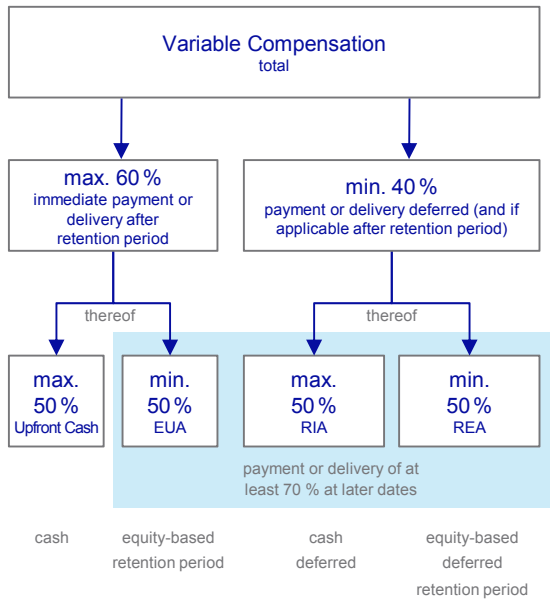 Variable Compensation
total
max. 60 %
immediate payment or
delivery after
retention period
min. 40 %
payment or delivery deferred (and if
applicable after retention period)
thereof
thereof
max.
50 %
Upfront Cash
min.
50 %
EUA
max.
50 %
RIA
min.
50 %
REA
payment or delivery of at
least 70 % at later dates
cash
equity-based
retention period
cash
deferred
equity-based
deferred
retention period